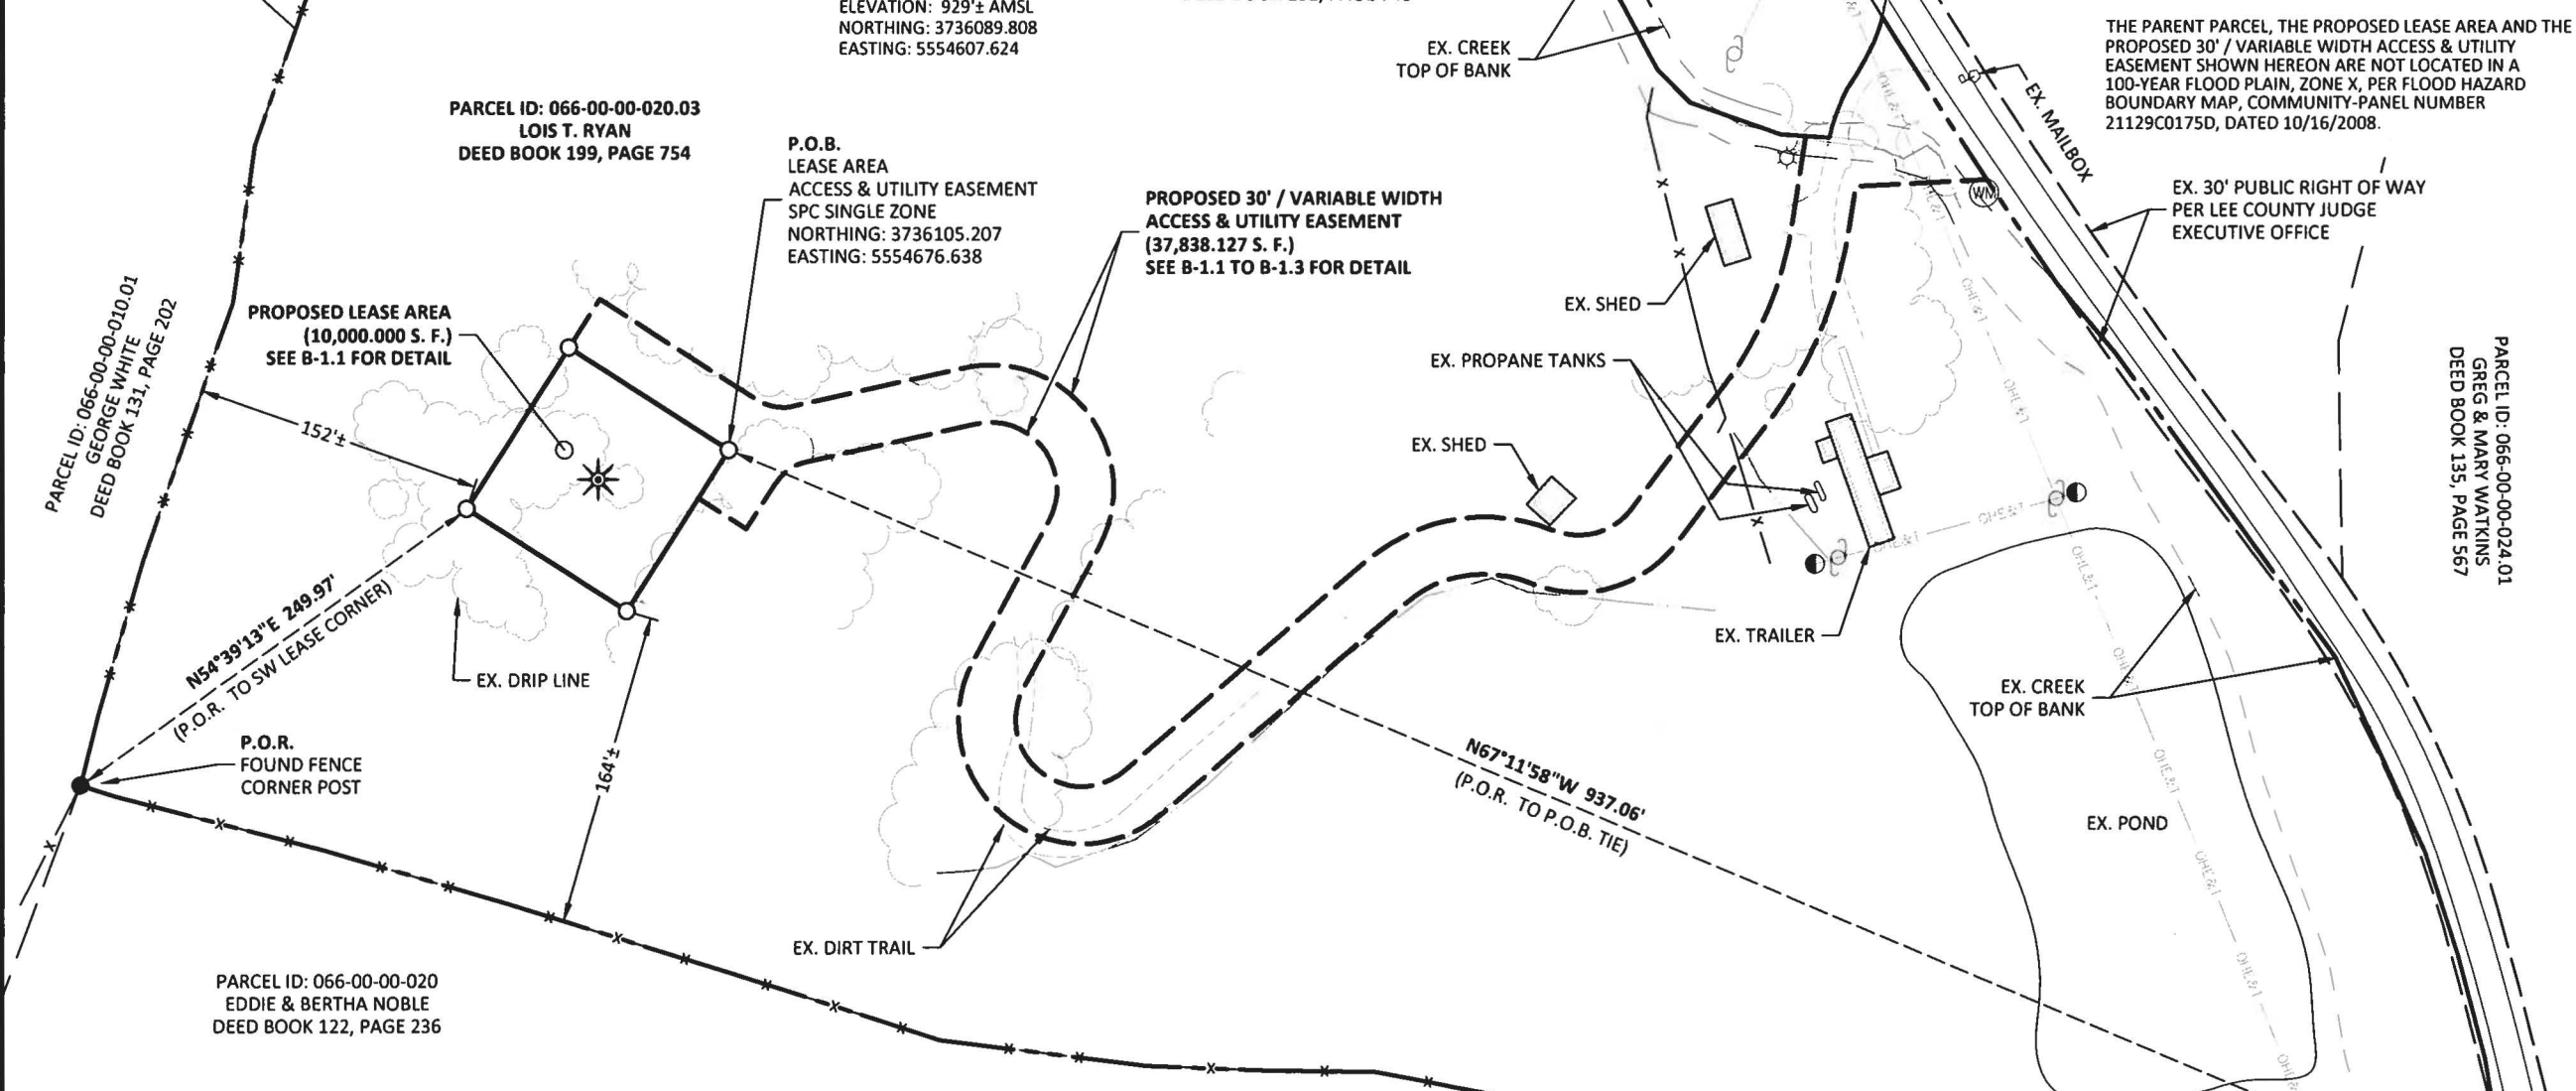 ELEVATION: 929'± AMSL
NORTHING: 3736089.808
EASTING: 5554607.624
EX. CREEK
TOP OF BANK
THE PARENT PARCEL, THE PROPOSED LEASE AREA AND THE
PROPOSED 30' / VARIABLE WIDTH ACCESS & UTILITY
EASEMENT SHOWN HEREON ARE NOT LOCATED IN A
100-YEAR FLOOD PLAIN, ZONE X, PER FLOOD HAZARD
BOUNDARY MAP, COMMUNITY-PANEL NUMBER
21129C0175D, DATED 10/16/2008.
PARCEL ID: 066-00-00-020.03
LOIS T. RYAN
DEED BOOK 199, PAGE 754
P.O.B.
LEASE AREA
ACCESS & UTILITY EASEMENT
SPC SINGLE ZONE
NORTHING: 3736105.207
EASTING: 5554676.638
PROPOSED 30' / VARIABLE WIDTH
ACCESS & UTILITY EASEMENT
(37,838.127 S. F.)
SEE B-1.1 TO B-1.3 FOR DETAIL
EX. MAILBOX
WM
EX. 30' PUBLIC RIGHT OF WAY
PER LEE COUNTY JUDGE
EXECUTIVE OFFICE
PARCEL ID: 066-00-00-010.01
GEORGE WHITE
DEED BOOK 131, PAGE 202
PROPOSED LEASE AREA
(10,000.000 S. F.)
SEE B-1.1 FOR DETAIL
152'±
EX. SHED
EX. PROPANE TANKS
EX. SHED
PARCEL ID: 066-00-00-024.01
GREG & MARY WATKINS
DEED BOOK 135, PAGE 567
OHE&T
OHE&T
OHE&T
OHE&T
OHE&T
OHE&T
N54°39'13"E 249.97'
(P.O.R. TO SW LEASE CORNER)
EX. DRIP LINE
EX. TRAILER
EX. CREEK
TOP OF BANK
P.O.R.
FOUND FENCE
CORNER POST
164'±
N67°11'58"W 937.06'
(P.O.R. TO P.O.B. TIE)
EX. POND
EX. DIRT TRAIL
PARCEL ID: 066-00-00-020
EDDIE & BERTHA NOBLE
DEED BOOK 122, PAGE 236